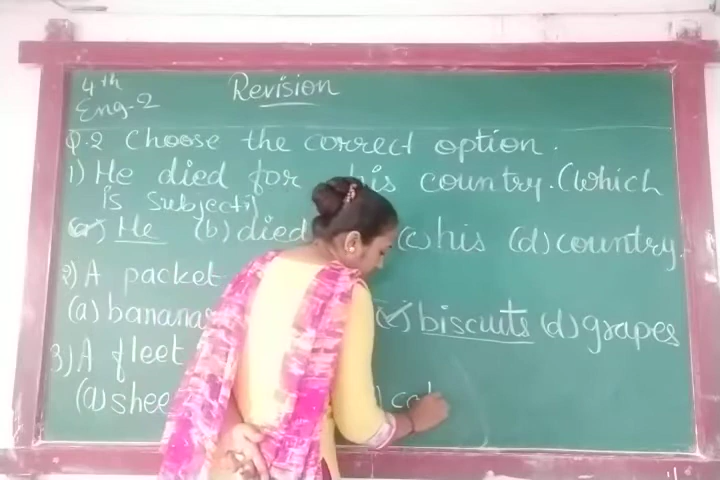 4th
Eng-2
Revision
Q.2 Choose the correct option.
1) He died for his country. (Which
is Subject)
(a) He (b) died (c) his (d) country.
2) A packet
(a) bananas (c) biscuits (d) grapes
3) A fleet
(a)